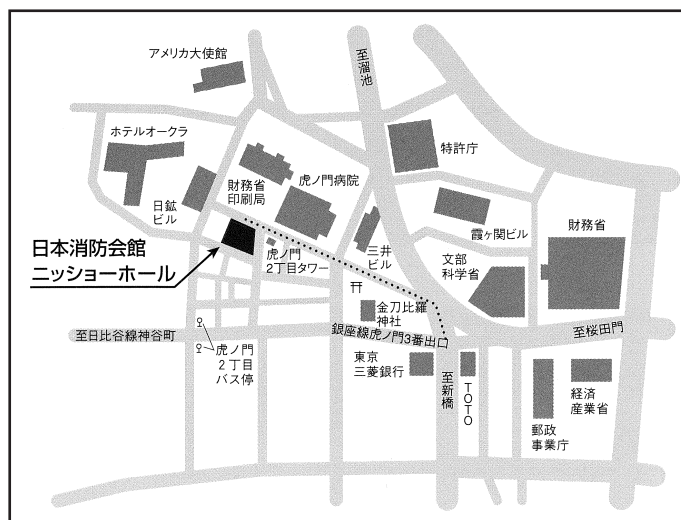 アメリカ大使館
至溜池
ホテルオークラ
特許庁
日鉱
ビル
財務省
印刷局
虎ノ門病院
霞ヶ関ビル
財務省
日本消防会館
ニッショーホール
虎ノ門
2丁目タワー
三井
ビル
文部
科学省
金刀比羅
神社
至日比谷線神谷町
銀座線虎ノ門3番出口
至桜田門
虎ノ門
2丁目
バス停
東京
三菱銀行
至新橋
TOTO
経済
産業省
郵政
事業庁